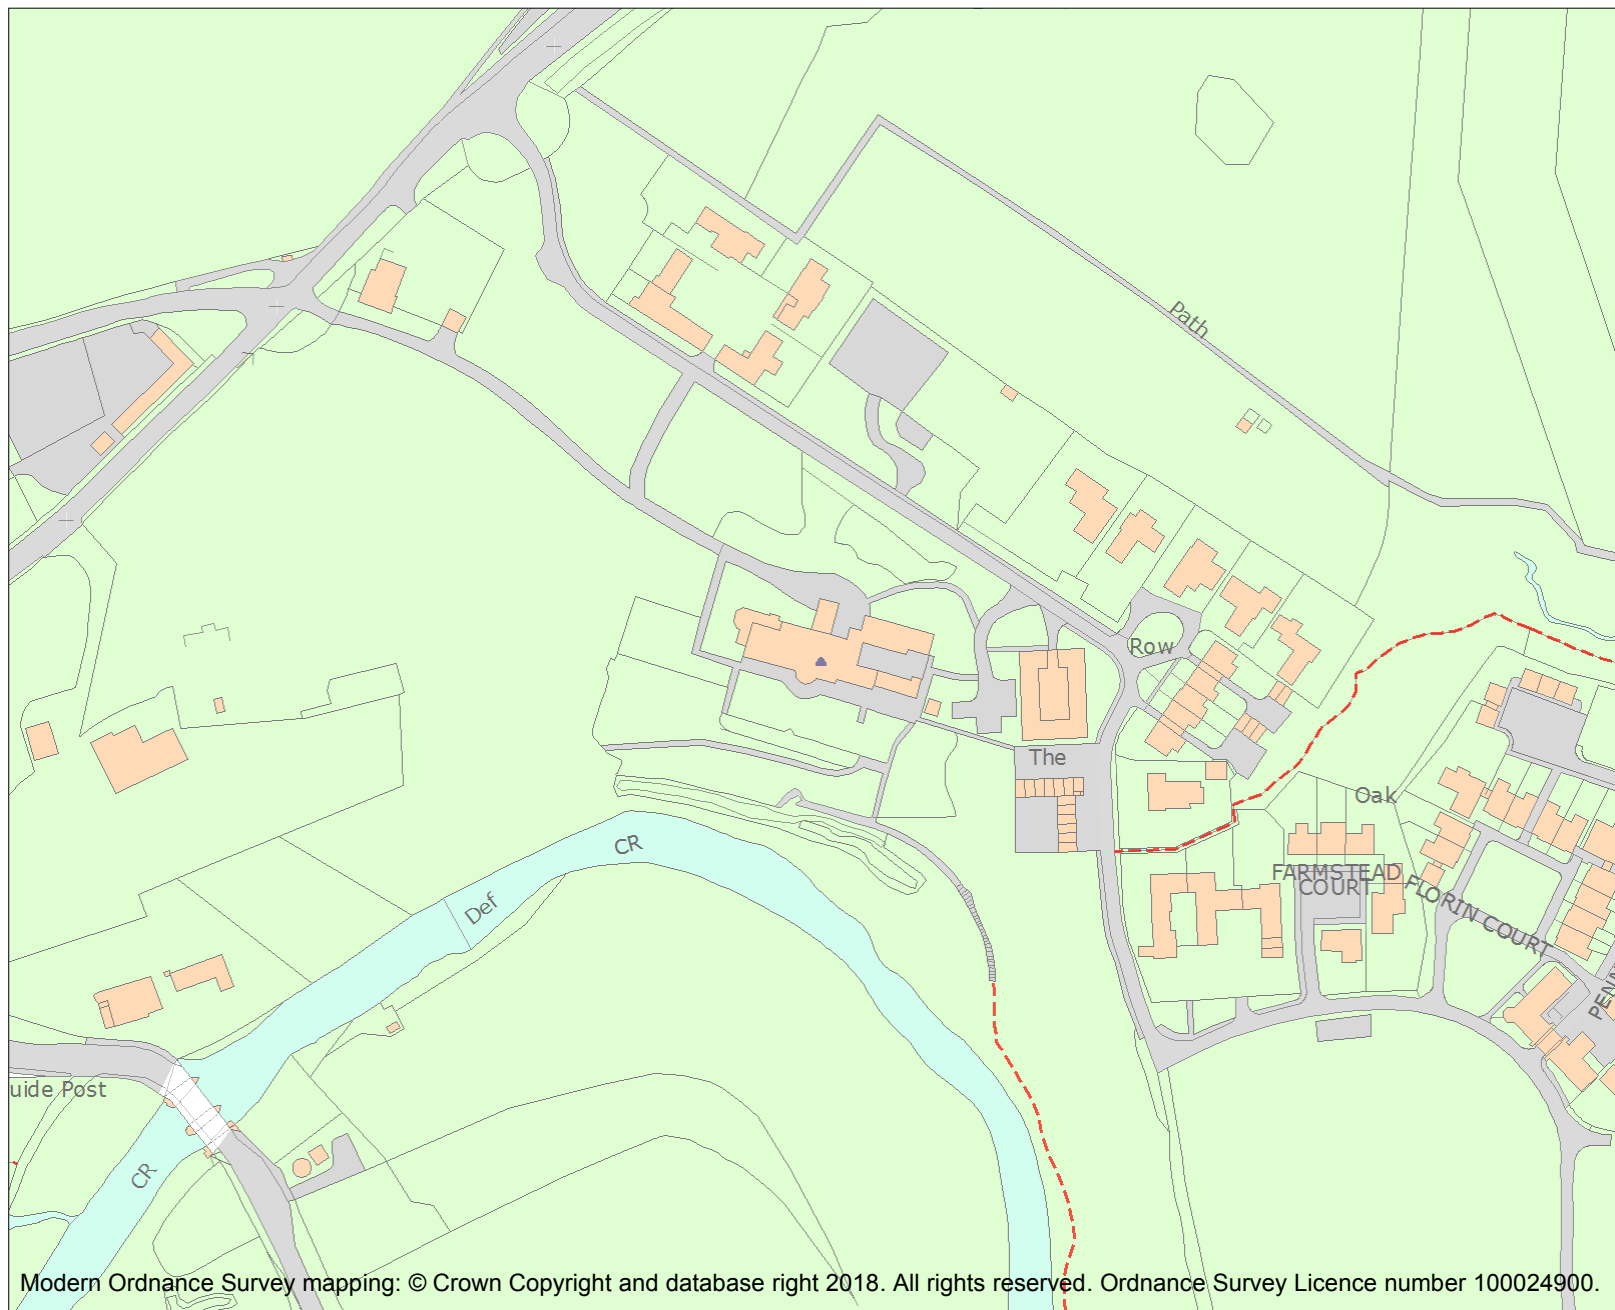 Path
Row
The
Oak
CR
FARMSTEAD
COURT
FLORIN COURT
Def
uide Post
CR
Modern Ordnance Survey mapping: © Crown Copyright and database right 2018. All rights reserved. Ordnance Survey Licence number 100024900.